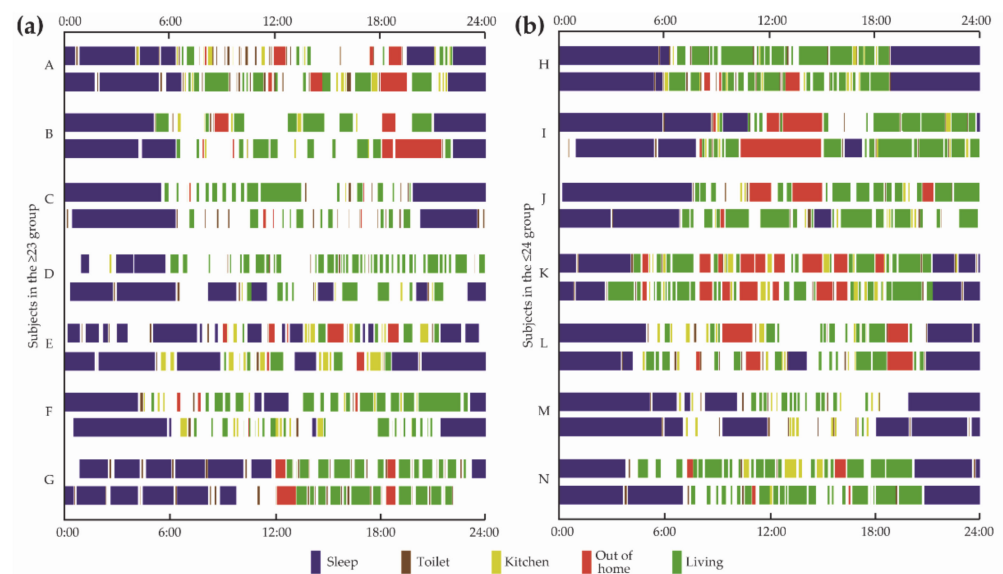 (a) 0:00 6:00 12:00 18:00 24:00
(b) 0:00 6:00 12:00 18:00 24:00
Subjects in the ≥23 group
A
B
C
D
E
F
G
0:00 6:00 12:00 18:00 24:00
Subjects in the ≤24 group
H
I
J
K
L
M
N
0:00 6:00 12:00 18:00 24:00
Sleep Toilet Kitchen Out of home Living